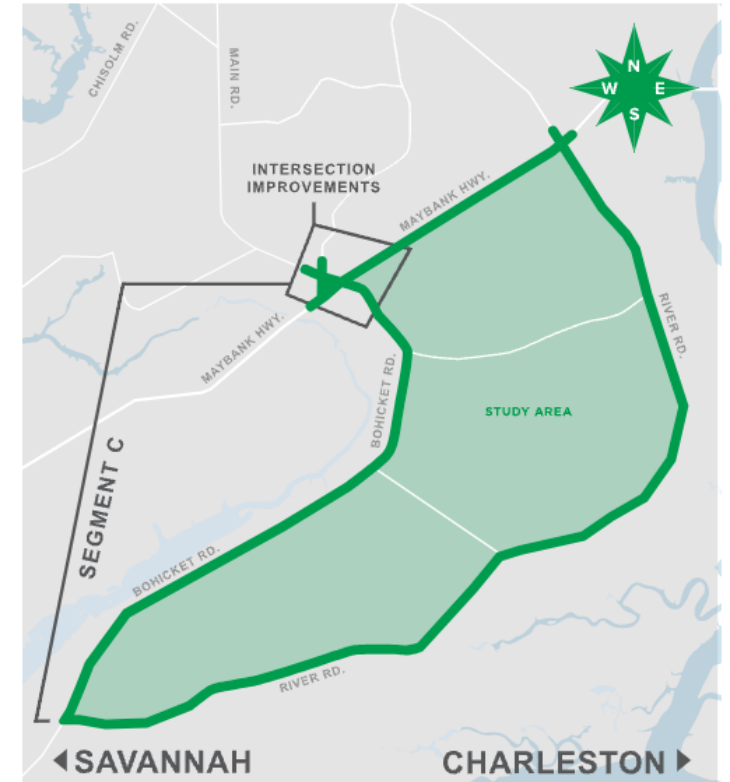 CHISOLM RD.
MAIN RD.
N
W E
S
INTERSECTION
IMPROVEMENTS
MAYBANK HWY.
RIVER RD.
MAYBANK HWY.
BOHICKET RD.
STUDY AREA
SEGMENT C
BOHICKET RD.
RIVER RD.
SAVANNAH
CHARLESTON